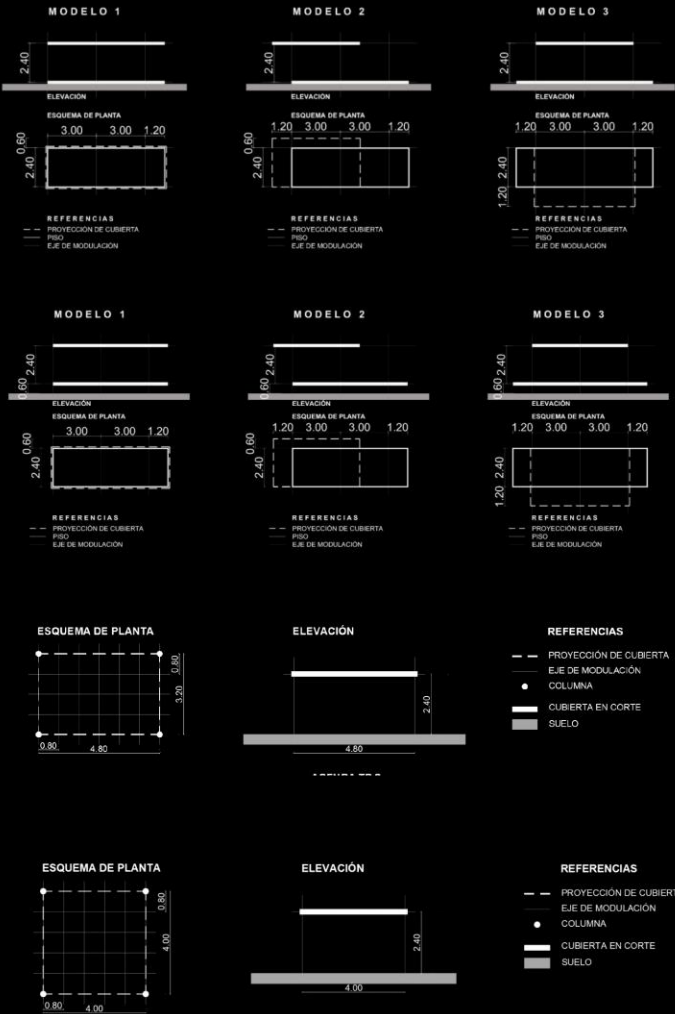 MODELO 1
2.40
ELEVACIÓN
ESQUEMA DE PLANTA
3.00 3.00 1.20
0.60
2.40
REFERENCIAS
PROYECCIÓN DE CUBIERTA
PISO
EJE DE MODULACIÓN
MODELO 2
2.40
ELEVACIÓN
ESQUEMA DE PLANTA
1.20 3.00 3.00 1.20
0.60
2.40
REFERENCIAS
PROYECCIÓN DE CUBIERTA
PISO
EJE DE MODULACIÓN
MODELO 3
2.40
ELEVACIÓN
ESQUEMA DE PLANTA
1.20 3.00 3.00 1.20
2.40
1.20
REFERENCIAS
PROYECCIÓN DE CUBIERTA
PISO
EJE DE MODULACIÓN
MODELO 1
2.40
0.60
ELEVACIÓN
ESQUEMA DE PLANTA
3.00 3.00 1.20
0.60
2.40
REFERENCIAS
PROYECCIÓN DE CUBIERTA
PISO
EJE DE MODULACIÓN
MODELO 2
2.40
0.60
ELEVACIÓN
ESQUEMA DE PLANTA
1.20 3.00 3.00 1.20
0.60
2.40
REFERENCIAS
PROYECCIÓN DE CUBIERTA
PISO
EJE DE MODULACIÓN
MODELO 3
2.40
0.60
ELEVACIÓN
ESQUEMA DE PLANTA
1.20 3.00 3.00 1.20
2.40
1.20
REFERENCIAS
PROYECCIÓN DE CUBIERTA
PISO
EJE DE MODULACIÓN
ESQUEMA DE PLANTA
0.80
3.20
0.80
4.80
ELEVACIÓN
2.40
4.80
REFERENCIAS
PROYECCIÓN DE CUBIERTA
EJE DE MODULACIÓN
COLUMNA
CUBIERTA EN CORTE
SUELO
ESQUEMA DE PLANTA
0.80
4.00
0.80
4.00
ELEVACIÓN
2.40
4.00
REFERENCIAS
PROYECCIÓN DE CUBIERT
EJE DE MODULACIÓN
COLUMNA
CUBIERTA EN CORTE
SUELO